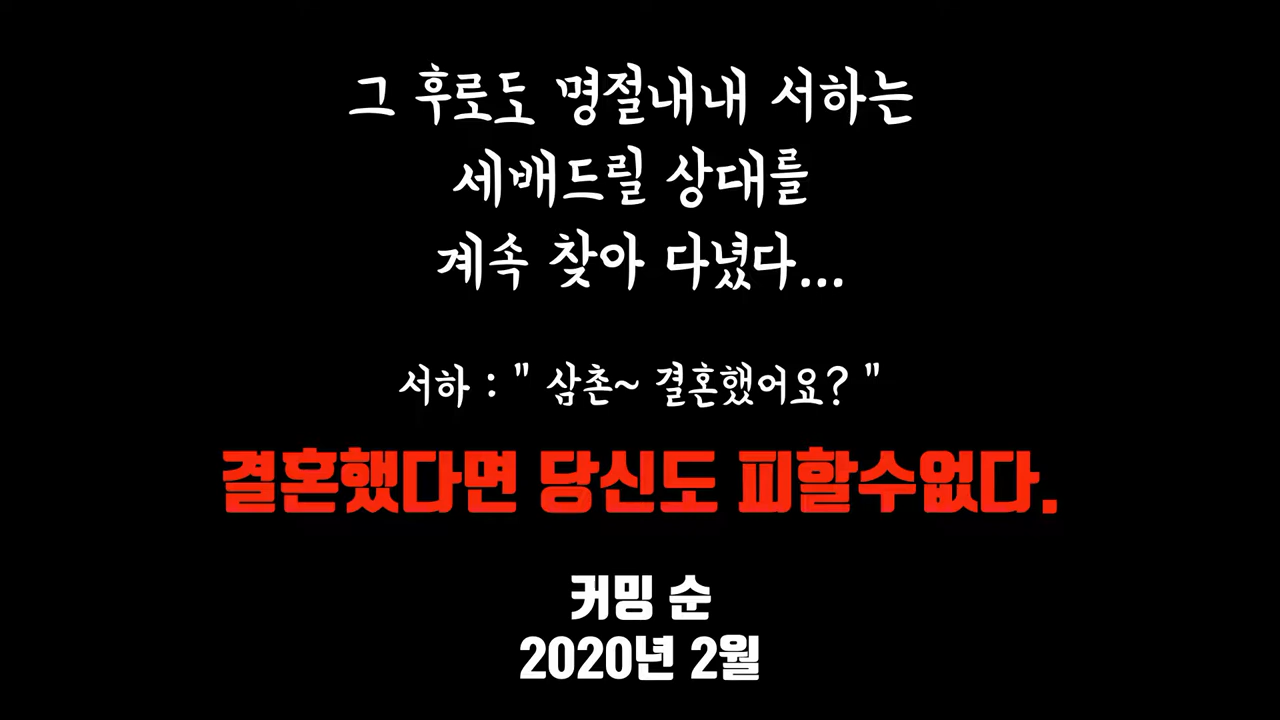 그 후로도 명절내내 서하는
세배드릴 상대를
계속 찾아 다녔다...
서하 : " 삼촌~ 결혼했어요? "
결혼했다면 당신도 피할수없다.
커밍 순
2020년 2월